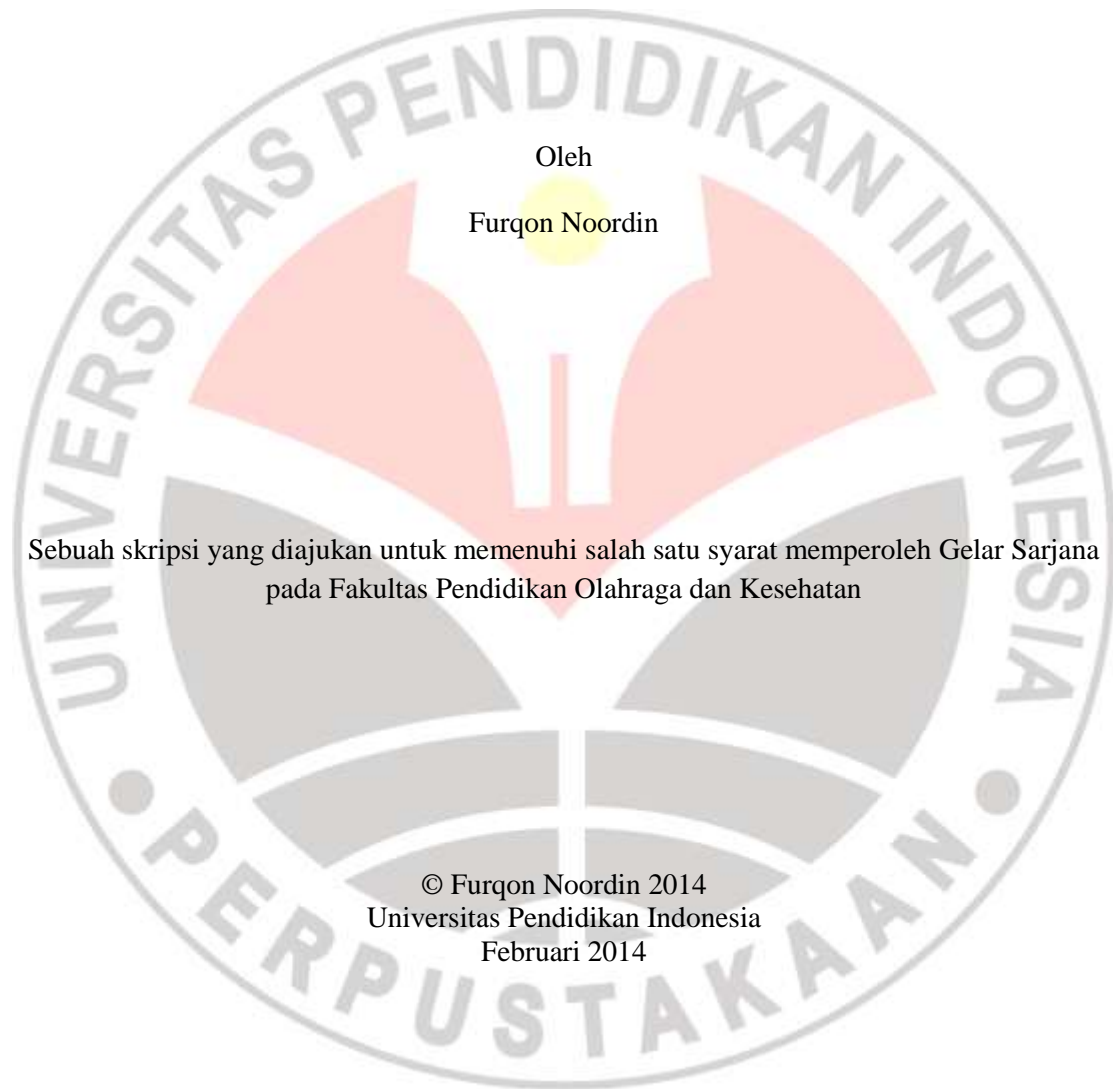 UNIVERSITAS PENDIDIKAN INDONESIA
Oleh
Furqon Noordin
Sebuah skripsi yang diajukan untuk memenuhi salah satu syarat memperoleh Gelar Sarjana
pada Fakultas Pendidikan Olahraga dan Kesehatan
© Furqon Noordin 2014
Universitas Pendidikan Indonesia
Februari 2014
PERPUSTAKAAN